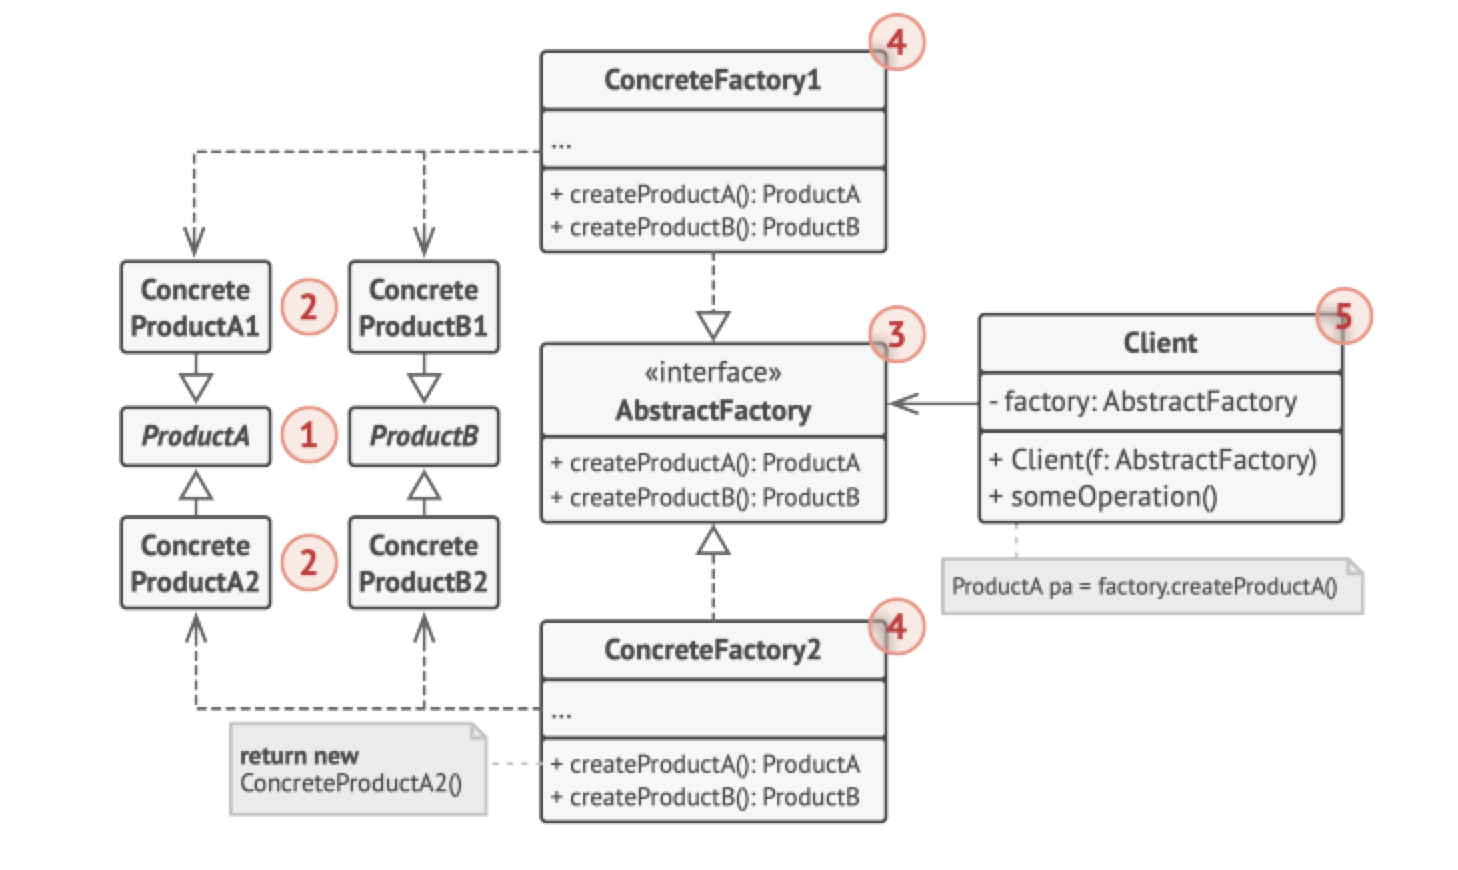 4
ConcreteFactory1
...
+ createProductA(): ProductA
+ createProductB(): ProductB
Concrete
ProductA1
2
Concrete
ProductB1
ProductA
1
ProductB
Concrete
ProductA2
2
Concrete
ProductB2
3
«interface»
AbstractFactory
+ createProductA(): ProductA
+ createProductB(): ProductB
5
Client
- factory: AbstractFactory
+ Client(f: AbstractFactory)
+ someOperation()
ProductA pa = factory.createProductA()
4
ConcreteFactory2
...
+ createProductA(): ProductA
+ createProductB(): ProductB
return new
ConcreteProductA2()